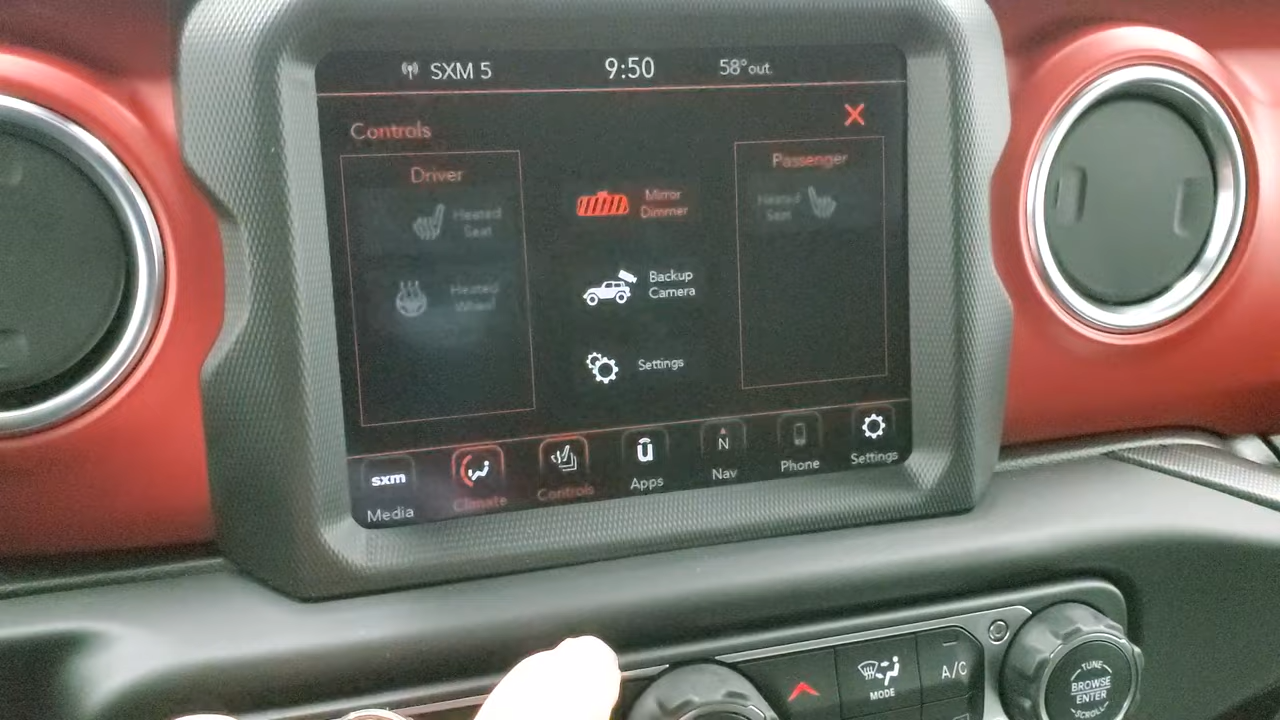 SXM 5
9:50
58° out
Controls
Driver
Heated
Seat
Heated
Wheel
Mirror
Dimmer
Backup
Camera
Settings
Passenger
Heated
Seat
sxm
Media
Climate
Controls
Apps
N
Nav
Phone
Settings
MODE
A/C
TUNE
BROWSE
ENTER
SCROLL